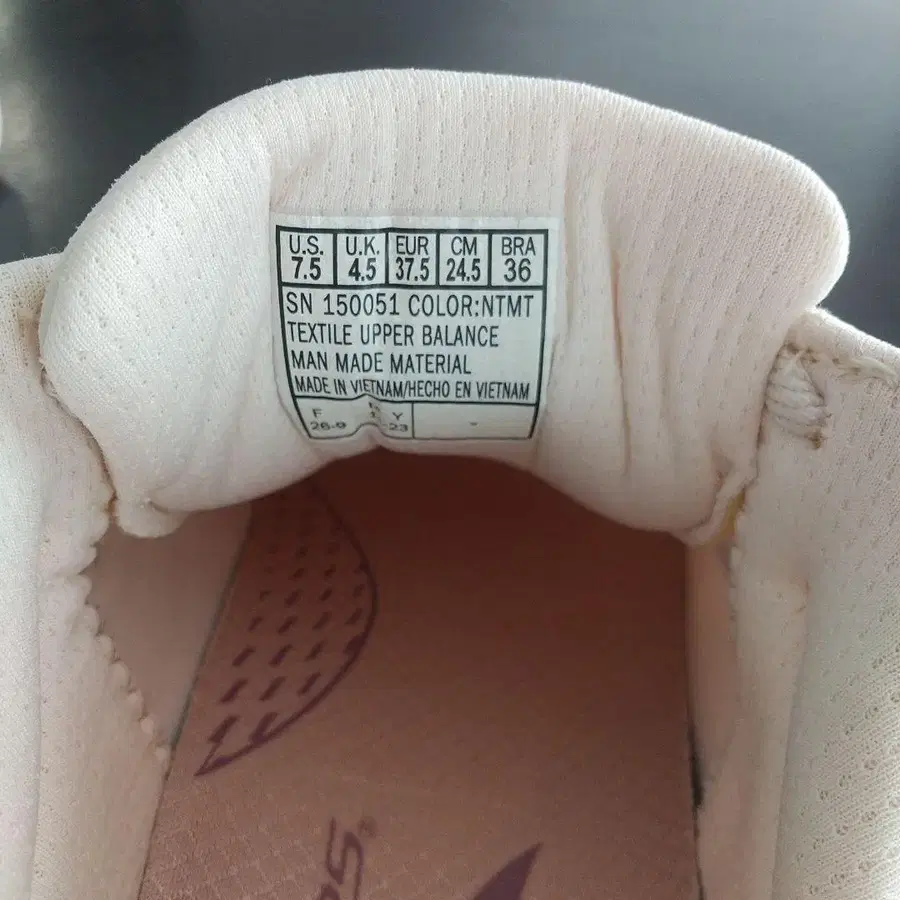 U.S. U.K. EUR CM BRA
7.5 4.5 37.5 24.5 36
SN 150051 COLOR:NTMT
TEXTILE UPPER BALANCE
MAN MADE MATERIAL
MADE IN VIETNAM/HECHO EN VIETNAM
F Y
26-9 23